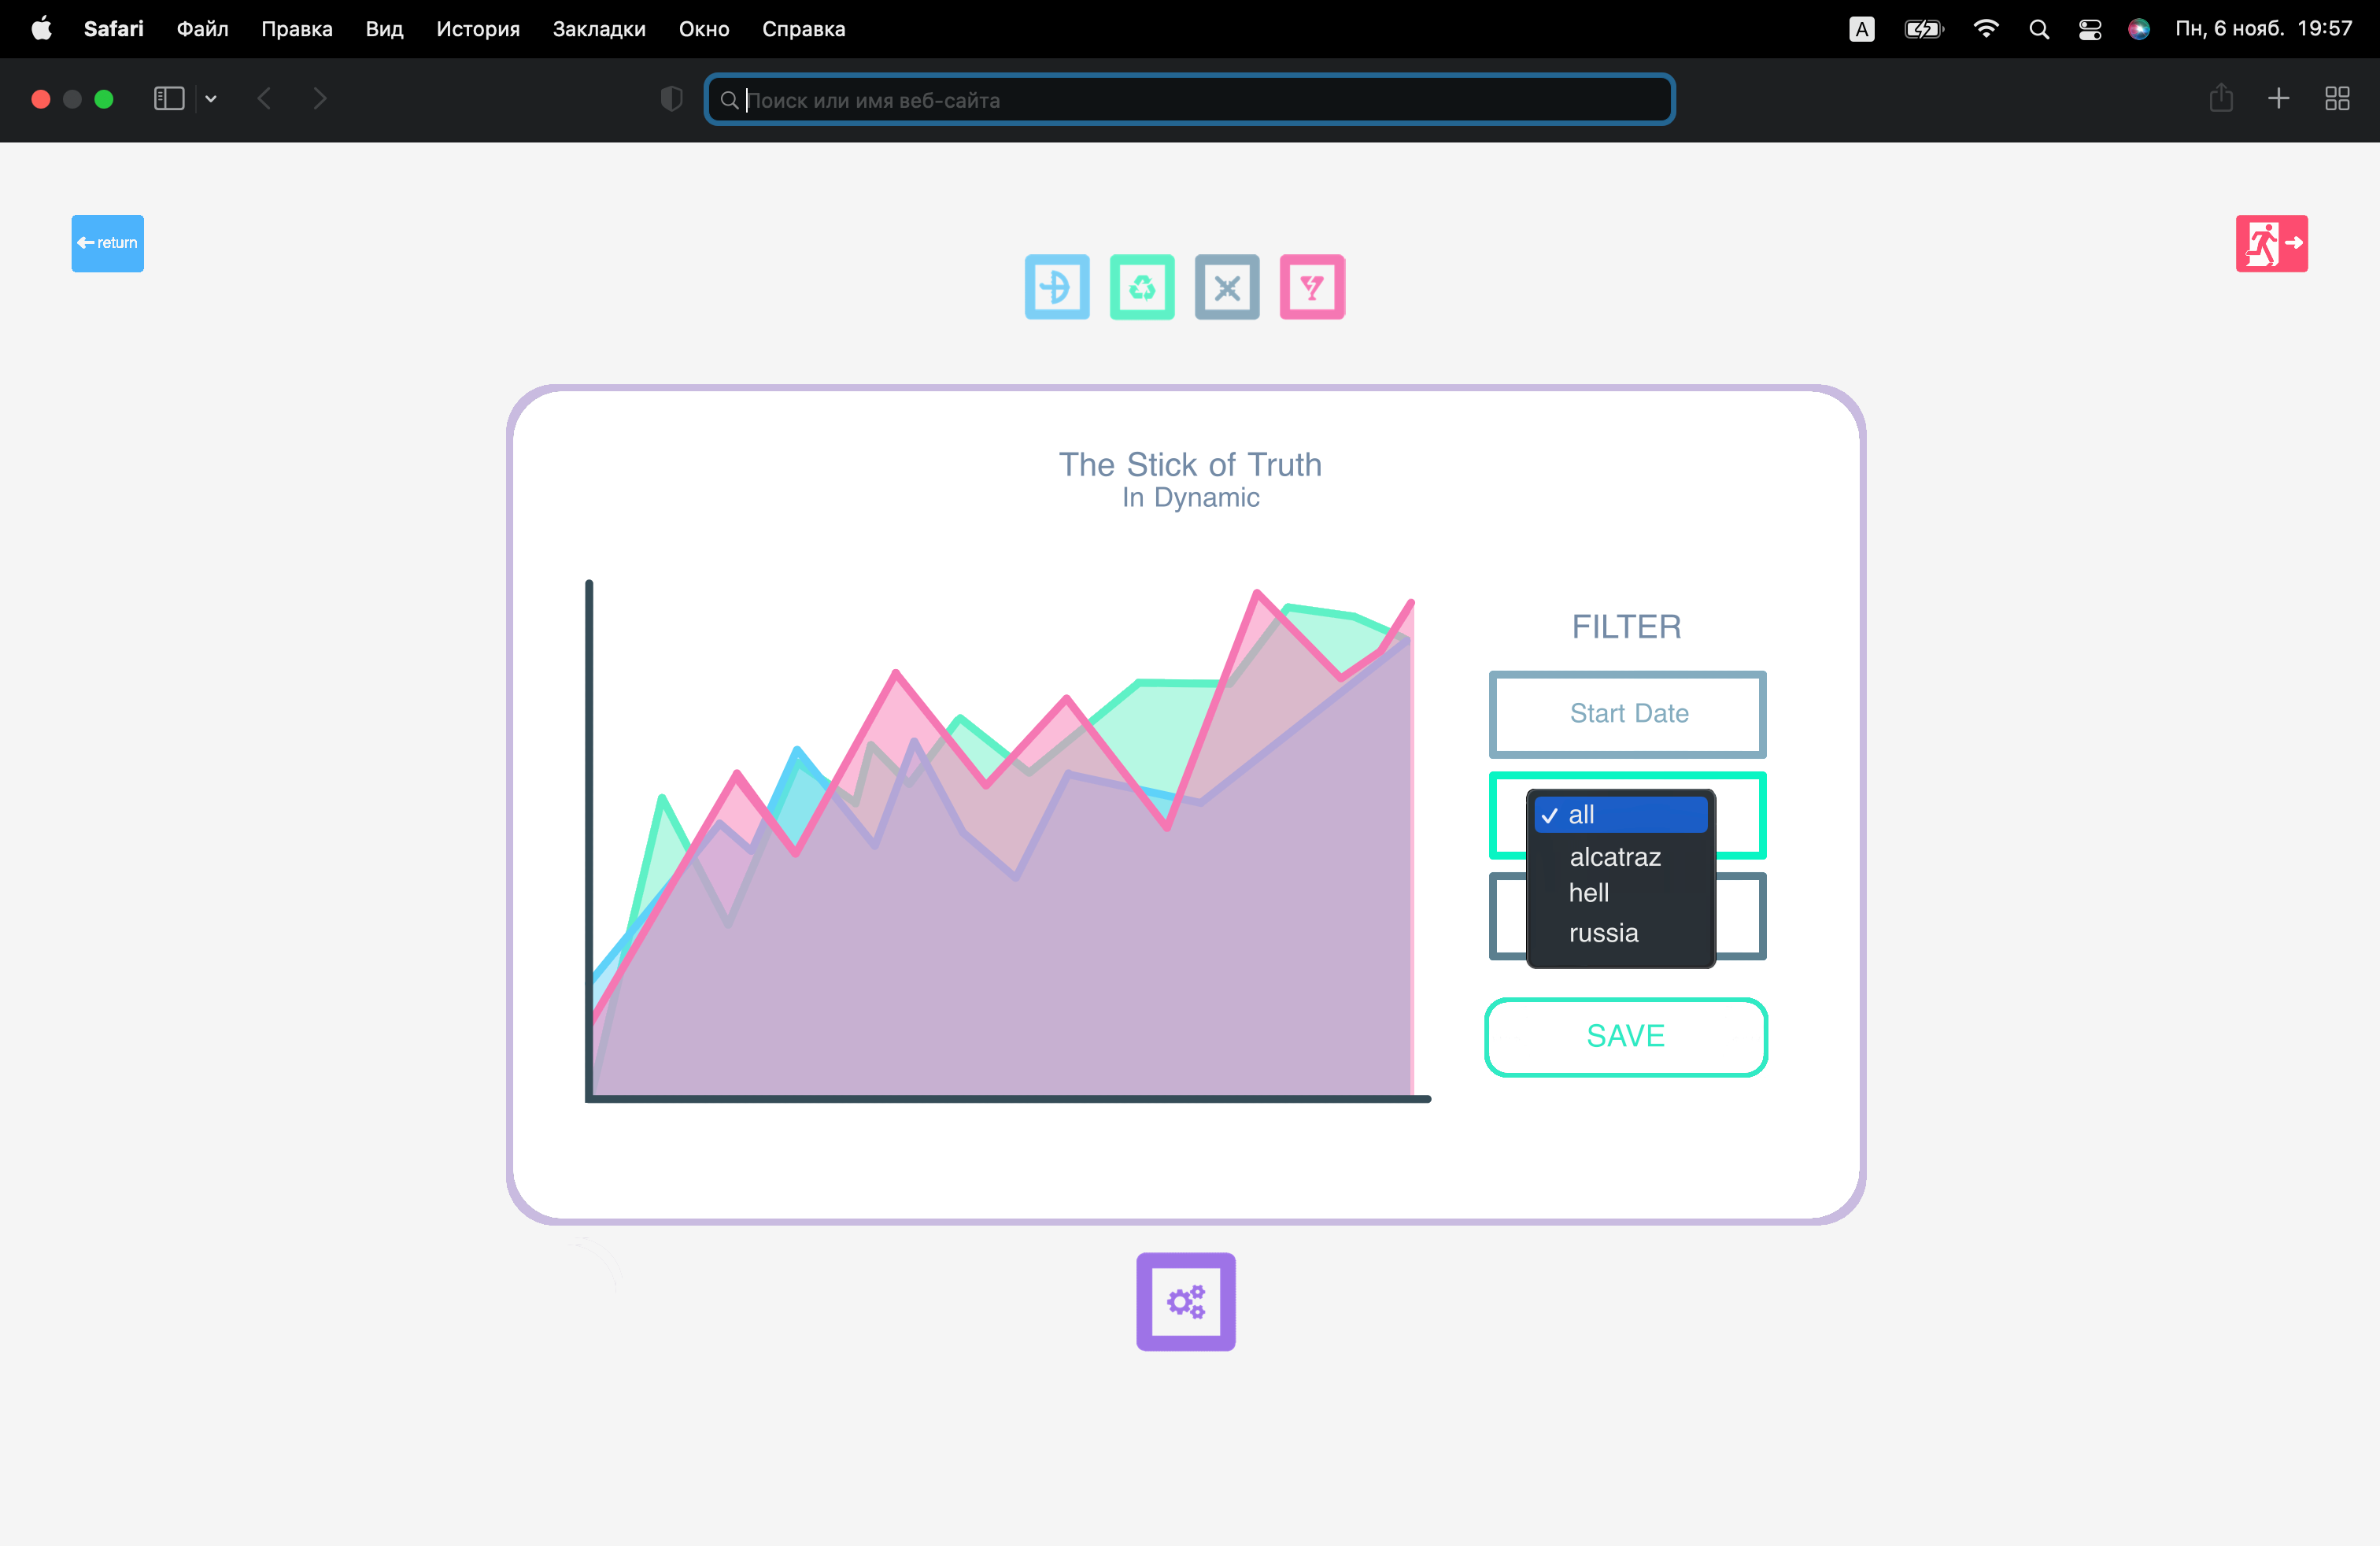 Safari Файл Правка Вид История Закладки Окно Справка A Пн, 6 нояб. 19:57
Поиск или имя веб-сайта
return
The Stick of Truth
In Dynamic
FILTER
Start Date
✓ all
alcatraz
hell
russia
SAVE